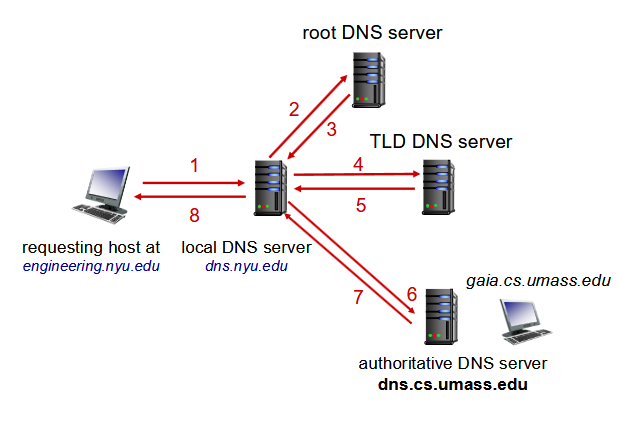 root DNS server
2
3
TLD DNS server
1
4
8
5
requesting host at
engineering.nyu.edu
local DNS server
dns.nyu.edu
6
7
gaia.cs.umass.edu
authoritative DNS server
dns.cs.umass.edu